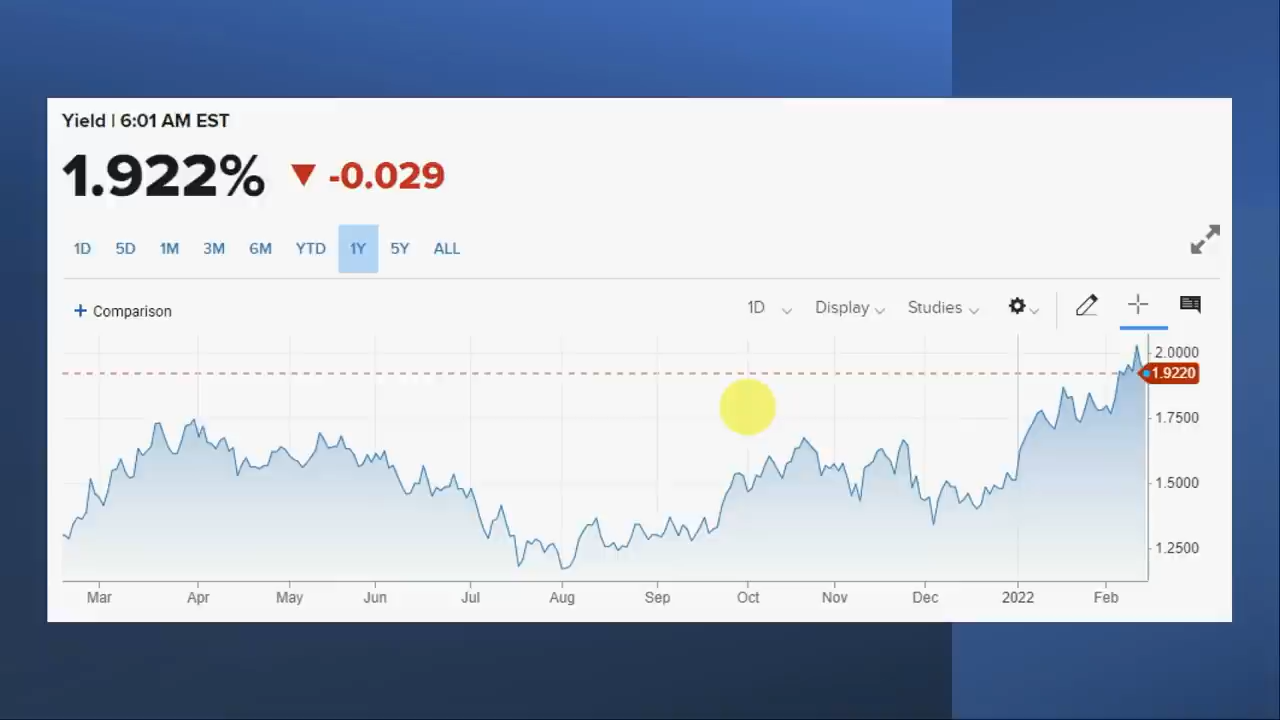 Yield | 6:01 AM EST
1.922% ▼ -0.029
1D 5D 1M 3M 6M YTD 1Y 5Y ALL
+ Comparison 1D Display Studies
2.0000
1.9220
1.7500
1.5000
1.2500
Mar Apr May Jun Jul Aug Sep Oct Nov Dec 2022 Feb